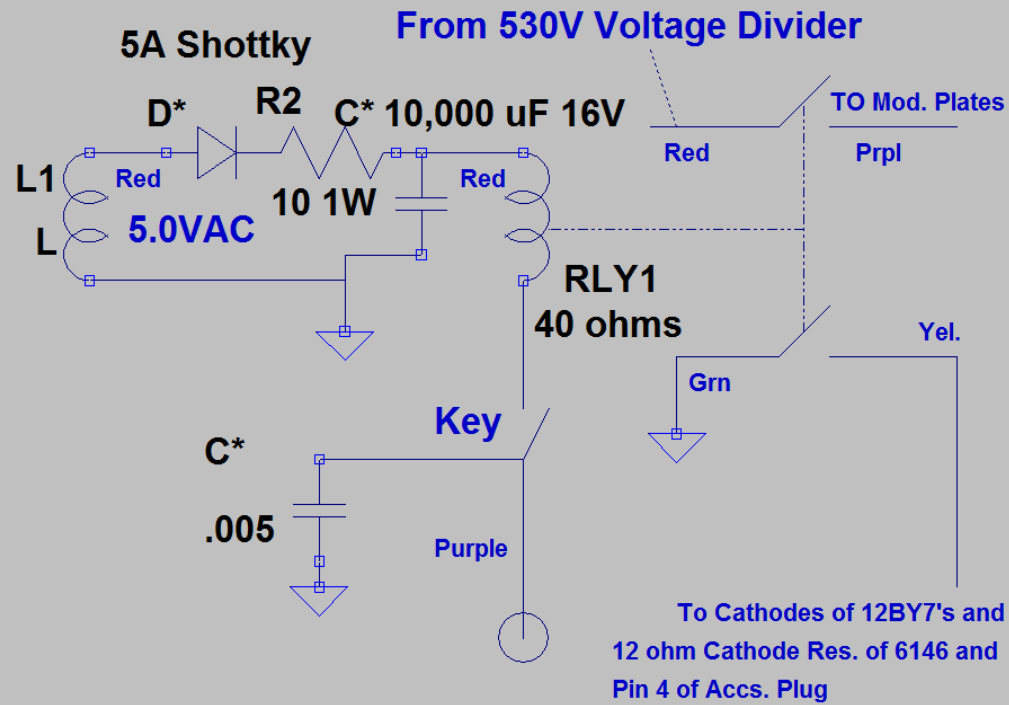 From 530V Voltage Divider
5A Shottky
R2
D*
C* 10,000 uF 16V
TO Mod. Plates
Red
Prpl
L1
Red
Red
10 1W
L
5.0VAC
RLY1
40 ohms
Yel.
Grn
Key
C*
.005
Purple
To Cathodes of 12BY7's and
12 ohm Cathode Res. of 6146 and
Pin 4 of Accs. Plug